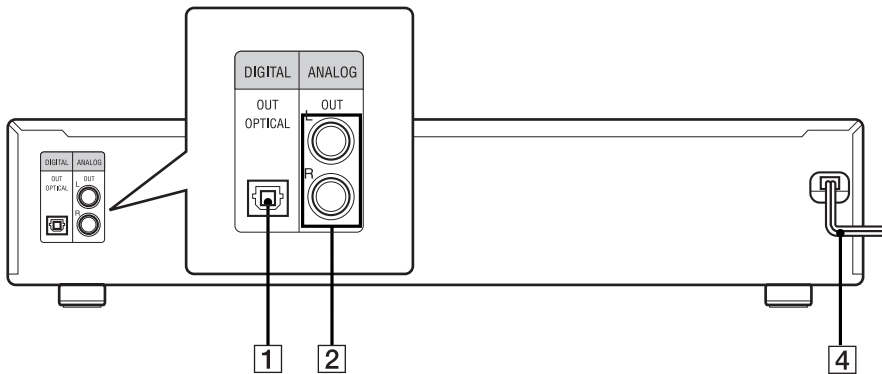 DIGITAL ANALOG
OUT OUT
OPTICAL
L
R
DIGITAL ANALOG
OUT OUT
OPTICAL
L
R
1 2 4